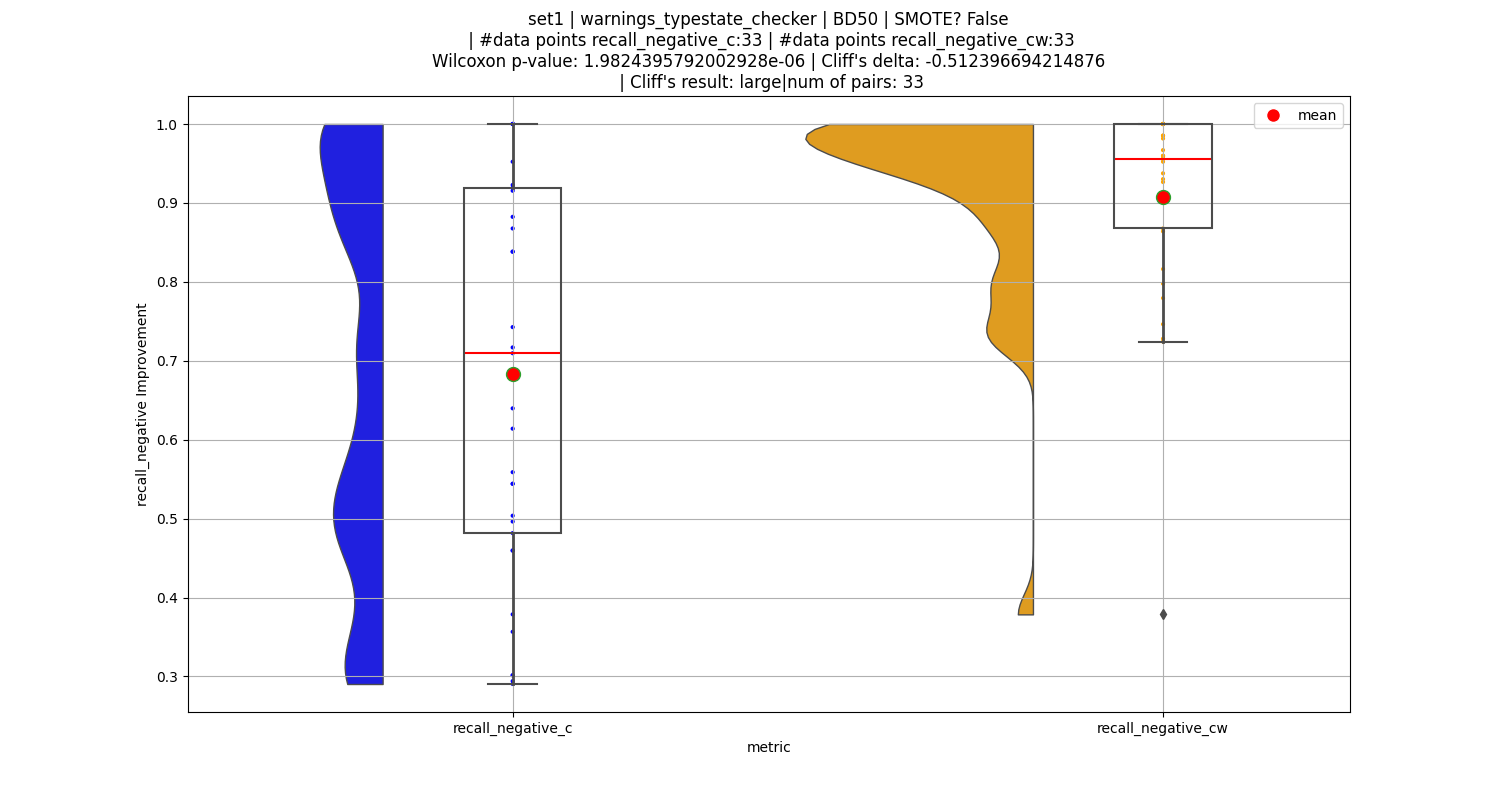 set1 | warnings_typestate_checker | BD50 | SMOTE? False
| #data points recall_negative_c:33 | #data points recall_negative_cw:33
Wilcoxon p-value: 1.9824395792002928e-06 | Cliff's delta: -0.512396694214876
| Cliff's result: large|num of pairs: 33
mean
1.0
0.9
0.8
0.7
0.6
0.5
0.4
0.3
recall_negative Improvement
recall_negative_c
recall_negative_cw
metric